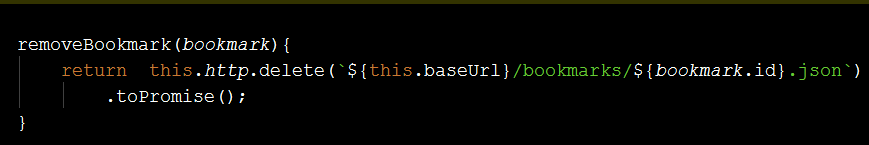 removeBookmark(bookmark){
return  this.http.delete(`${this.baseUrl}/bookmarks/${bookmark.id}.json`)
.toPromise();
}